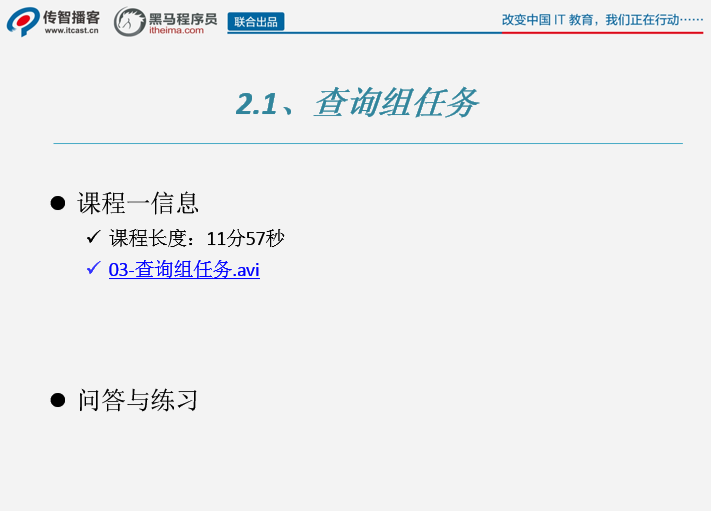 传智播客
www.itcast.cn
黑马程序员
itheima.com
联合出品
改变中国 IT 教育，我们正在行动……
2.1、查询组任务
课程一信息
课程长度：11分57秒
03-查询组任务.avi
问答与练习